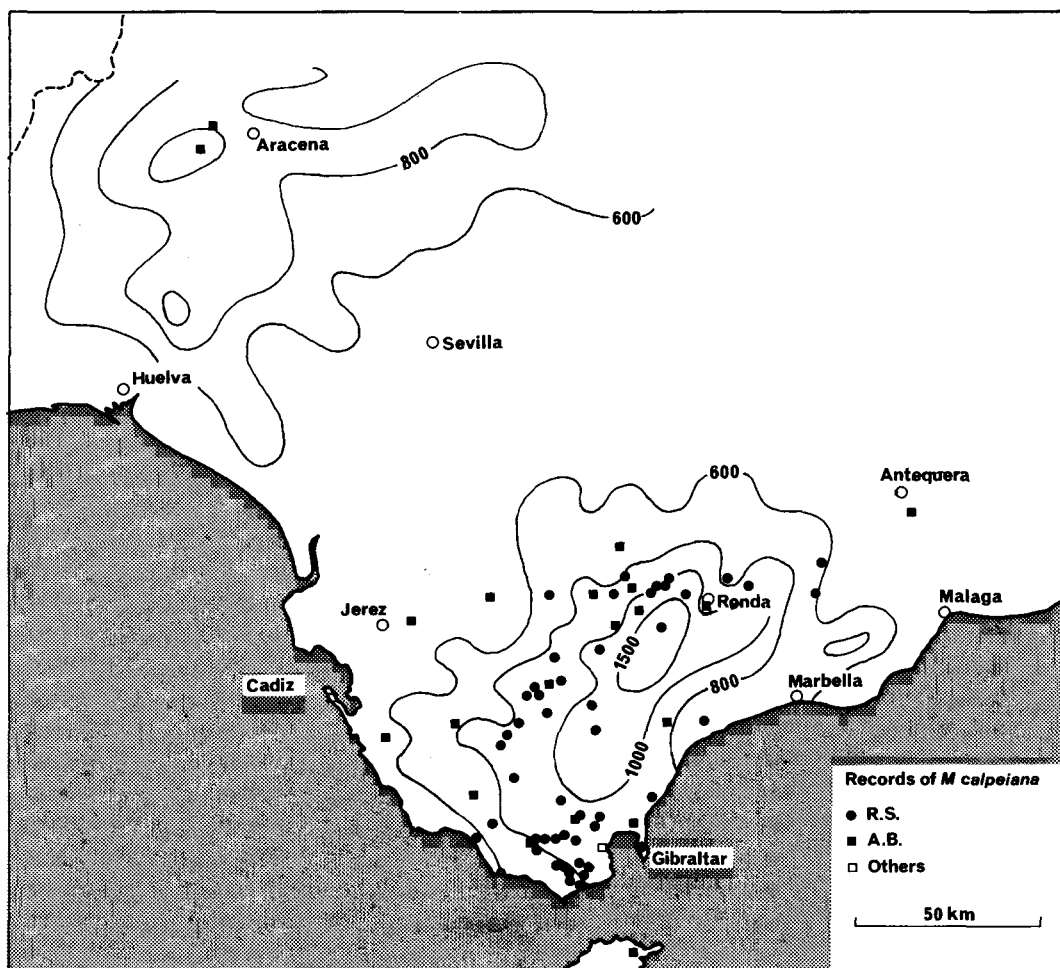 Aracena
800
600
Sevilla
Huelva
600
Antequera
Jerez
Ronda
Malaga
1500
Cadiz
800
Marbella
1000
Records of M calpeiana
R.S.
A.B.
Gibraltar
Others
50 km